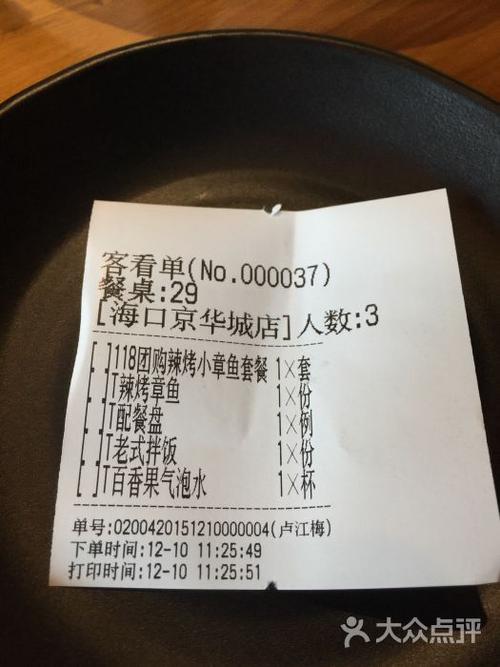 客看单(No.000037)
餐桌:29
[海口京华城店]人数:3
[ ]118团购辣烤小章鱼套餐 1×套
[ ]T辣烤章鱼 1×份
[ ]T配餐盘 1×例
[ ]T老式拌饭 1×份
[ ]T百香果气泡水 1×杯
单号:0200420151210000004(卢江梅)
下单时间:12-10 11:25:49
打印时间:12-10 11:25:51
大众点评